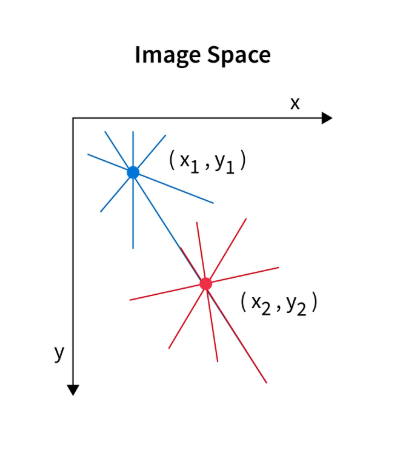 Image Space
x
(x₁,y₁)
(x₂,y₂)
y